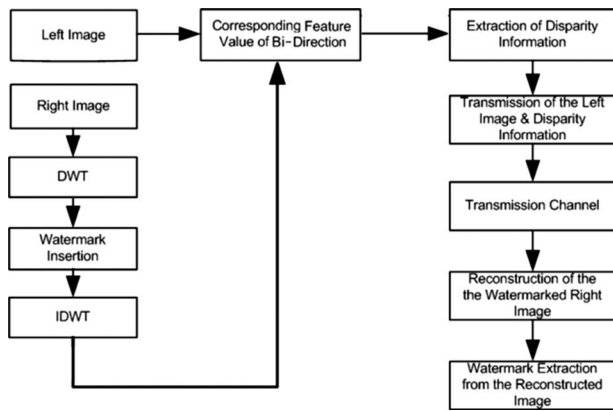 Left Image
Corresponding Feature
Value of Bi-Direction
Extraction of Disparity
Information
Right Image
DWT
Watermark
Insertion
IDWT
Transmission of the Left
Image & Disparity
Information
Transmission Channel
Reconstruction of the
the Watermarked Right
Image
Watermark Extraction
from the Reconstructed
Image